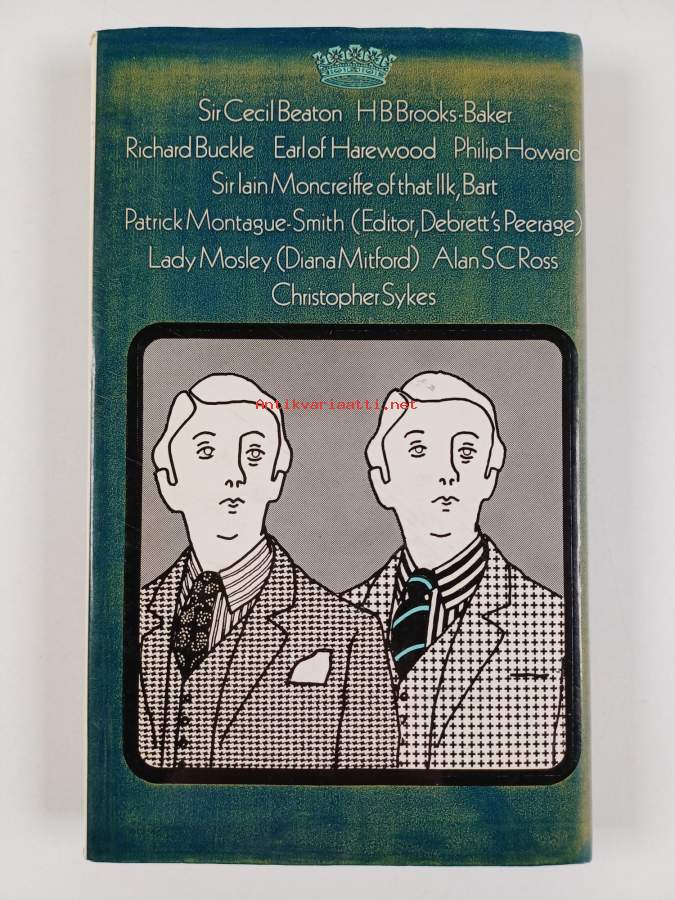 Sir Cecil Beaton H B Brooks-Baker
Richard Buckle Earl of Harewood Philip Howard
Sir Iain Moncreiffe of that Ilk, Bart
Patrick Montague-Smith (Editor, Debrett's Peerage)
Lady Mosley (Diana Mitford) Alan S C Ross
Christopher Sykes
Antikvariaatti.net